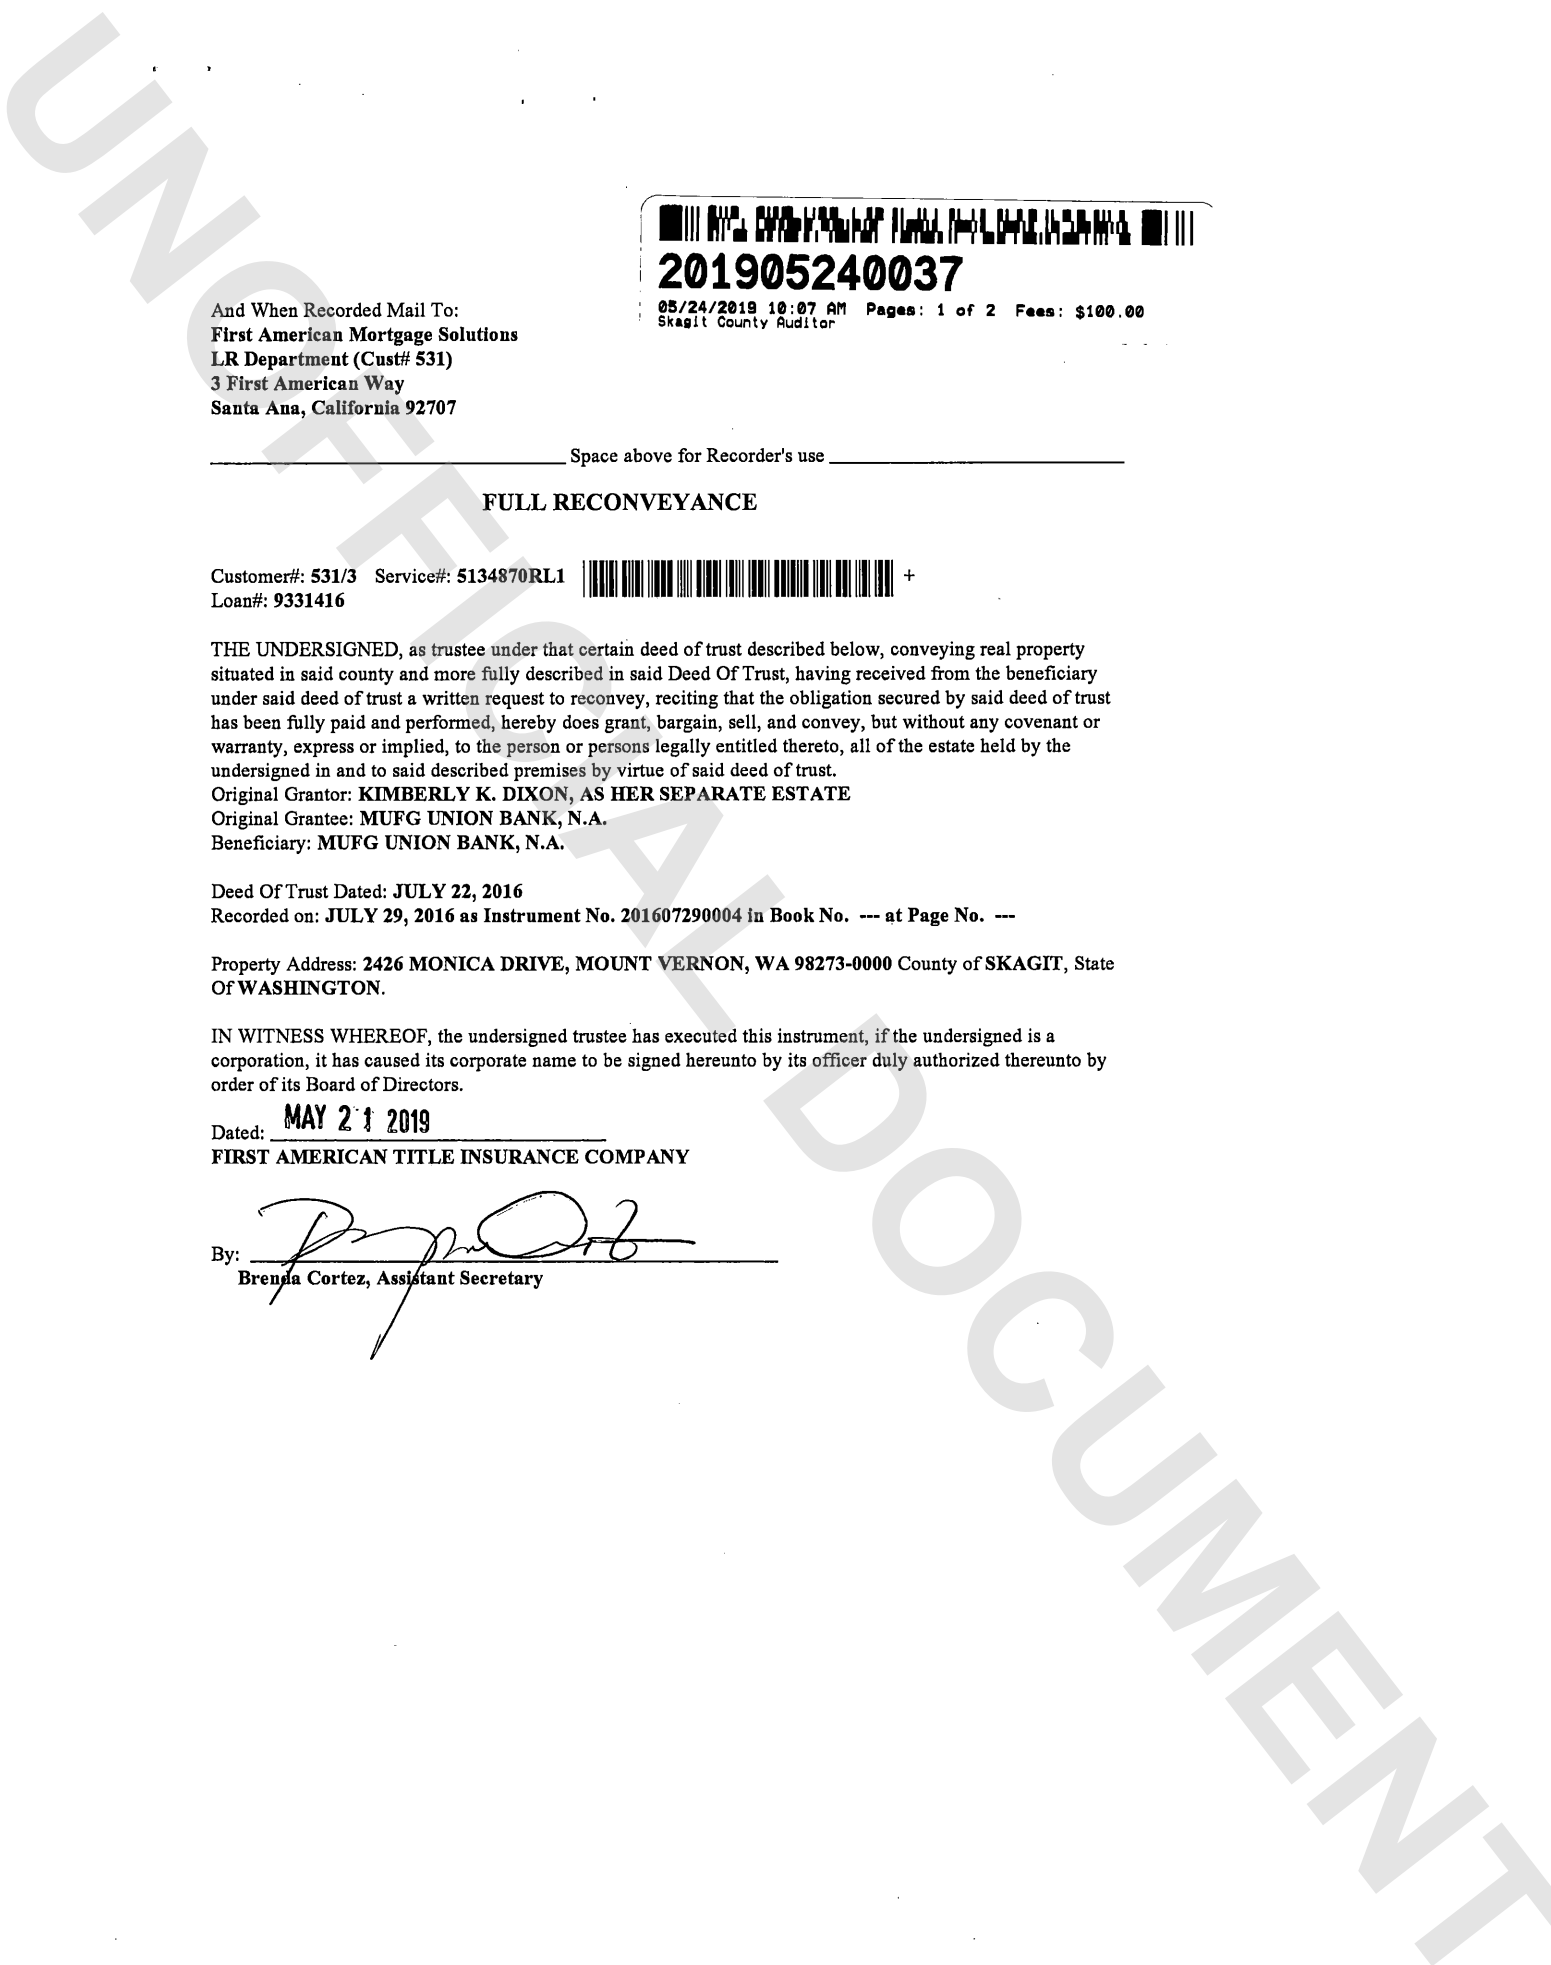 201905240037
05/24/2019 10:07 AM Pages: 1 of 2 Fees: $100.00
Skagit County Auditor
And When Recorded Mail To:
First American Mortgage Solutions
LR Department (Cust# 531)
3 First American Way
Santa Ana, California 92707
Space above for Recorder's use
FULL RECONVEYANCE
Customer#: 531/3 Service#: 5134870RL1 +
Loan#: 9331416
THE UNDERSIGNED, as trustee under that certain deed of trust described below, conveying real property
situated in said county and more fully described in said Deed Of Trust, having received from the beneficiary
under said deed of trust a written request to reconvey, reciting that the obligation secured by said deed of trust
has been fully paid and performed, hereby does grant, bargain, sell, and convey, but without any covenant or
warranty, express or implied, to the person or persons legally entitled thereto, all of the estate held by the
undersigned in and to said described premises by virtue of said deed of trust.
Original Grantor: KIMBERLY K. DIXON, AS HER SEPARATE ESTATE
Original Grantee: MUFG UNION BANK, N.A.
Beneficiary: MUFG UNION BANK, N.A.
Deed Of Trust Dated: JULY 22, 2016
Recorded on: JULY 29, 2016 as Instrument No. 201607290004 in Book No. --- at Page No. ---
Property Address: 2426 MONICA DRIVE, MOUNT VERNON, WA 98273-0000 County of SKAGIT, State
Of WASHINGTON.
IN WITNESS WHEREOF, the undersigned trustee has executed this instrument, if the undersigned is a
corporation, it has caused its corporate name to be signed hereunto by its officer duly authorized thereunto by
order of its Board of Directors.
Dated: MAY 21 2019
FIRST AMERICAN TITLE INSURANCE COMPANY
By:
Brenda Cortez, Assistant Secretary
UNOFFICIAL DOCUMENT